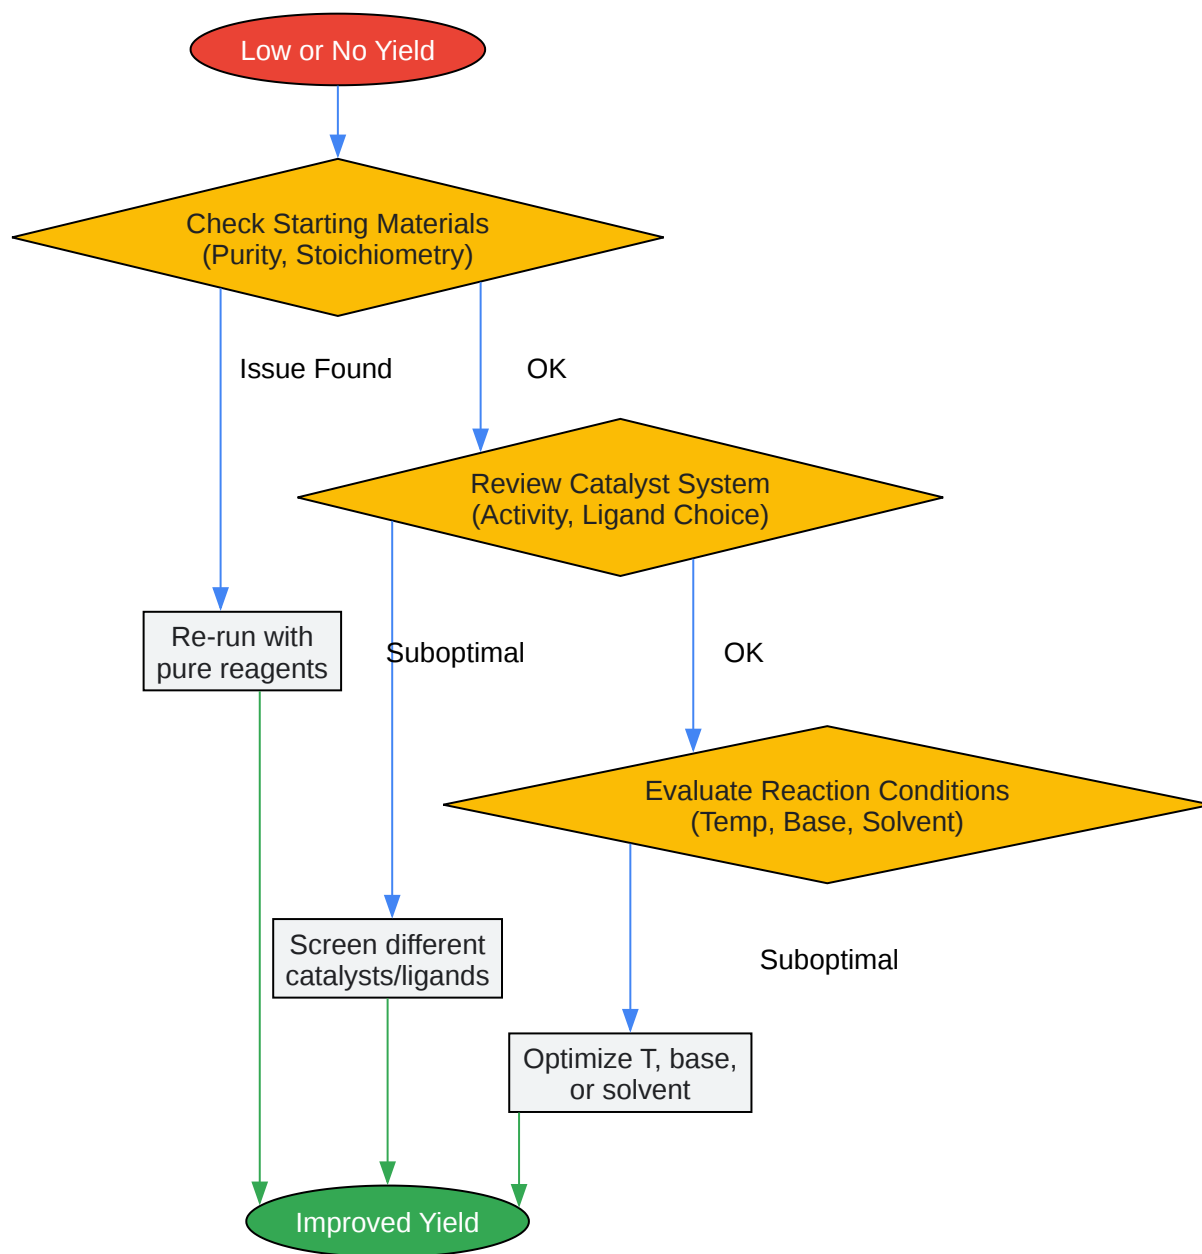 Low or No Yield
Check Starting Materials
(Purity, Stoichiometry)
Issue Found
OK
Review Catalyst System
(Activity, Ligand Choice)
Re-run with
pure reagents
Suboptimal
OK
Evaluate Reaction Conditions
(Temp, Base, Solvent)
Screen different
catalysts/ligands
Suboptimal
Optimize T, base,
or solvent
Improved Yield